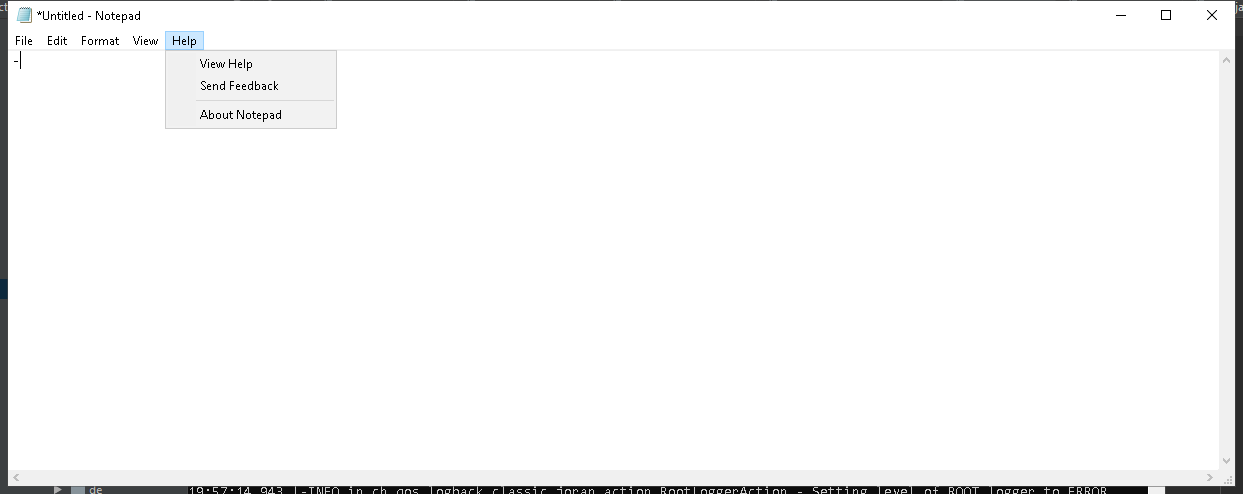 *Untitled - Notepad
File Edit Format View Help
-
View Help
Send Feedback
About Notepad
de
19:57:14,943 |-INFO in ch.qos.logback.classic.joran.action.RootLoggerAction - Setting level of ROOT logger to ERROR